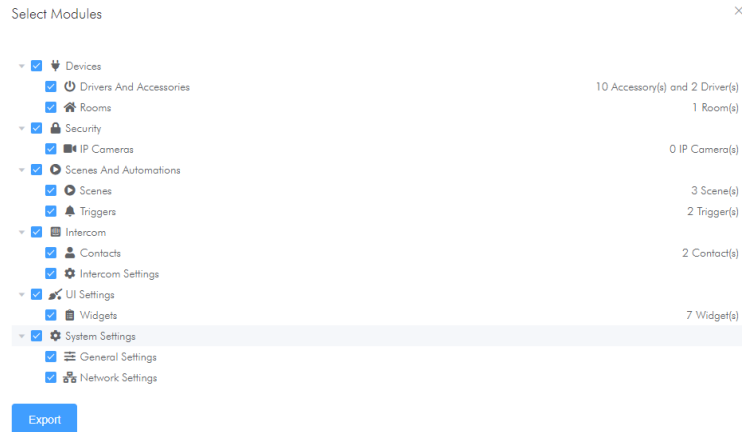 Select Modules
Devices
Drivers And Accessories 10 Accessory(s) and 2 Driver(s)
Rooms 1 Room(s)
Security
IP Cameras 0 IP Camera(s)
Scenes And Automations
Scenes 3 Scene(s)
Triggers 2 Trigger(s)
Intercom
Contacts 2 Contact(s)
Intercom Settings
UI Settings
Widgets 7 Widget(s)
System Settings
General Settings
Network Settings
Export